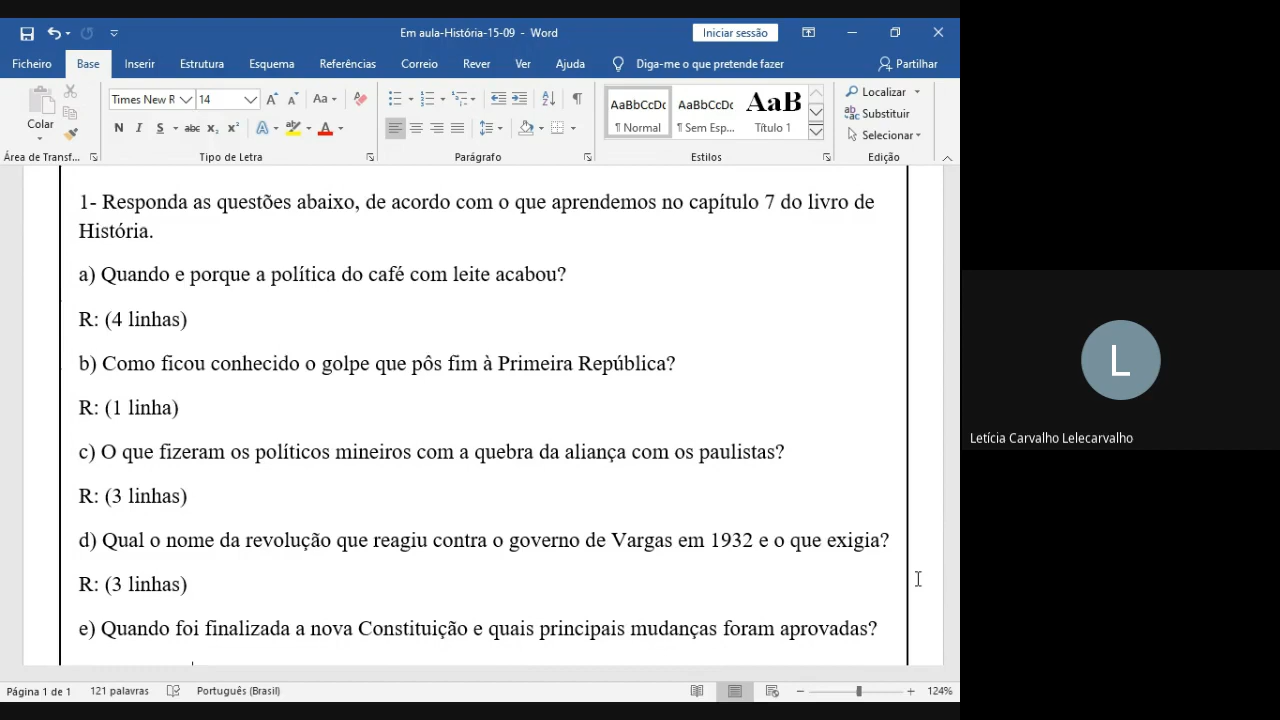 Em aula-História-15-09 - Word
Iniciar sessão
Ficheiro Base Inserir Estrutura Esquema Referências Correio Rever Ver Ajuda Diga-me o que pretende fazer Partilhar
Colar
Times New R 14
Aa
N I S abc x₂ x² A A
AaBbCcDc AaBbCcDc AaB
¶ Normal ¶ Sem Esp... Título 1
Localizar
Substituir
Selecionar
Área de Transf... Tipo de Letra Parágrafo Estilos Edição
1- Responda as questões abaixo, de acordo com o que aprendemos no capítulo 7 do livro de
História.
a) Quando e porque a política do café com leite acabou?
R: (4 linhas)
b) Como ficou conhecido o golpe que pôs fim à Primeira República?
R: (1 linha)
c) O que fizeram os políticos mineiros com a quebra da aliança com os paulistas?
R: (3 linhas)
d) Qual o nome da revolução que reagiu contra o governo de Vargas em 1932 e o que exigia?
R: (3 linhas)
e) Quando foi finalizada a nova Constituição e quais principais mudanças foram aprovadas?
Página 1 de 1 121 palavras Português (Brasil) 124%
L
Letícia Carvalho Lelecarvalho